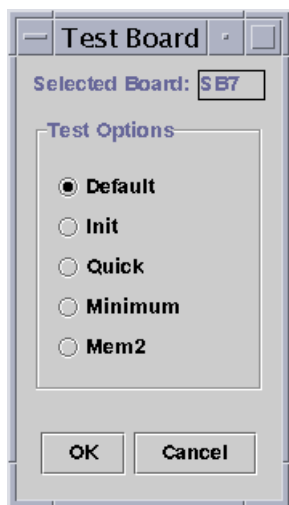 Test Board
Selected Board: SB7
Test Options
Default
Init
Quick
Minimum
Mem2
OK Cancel